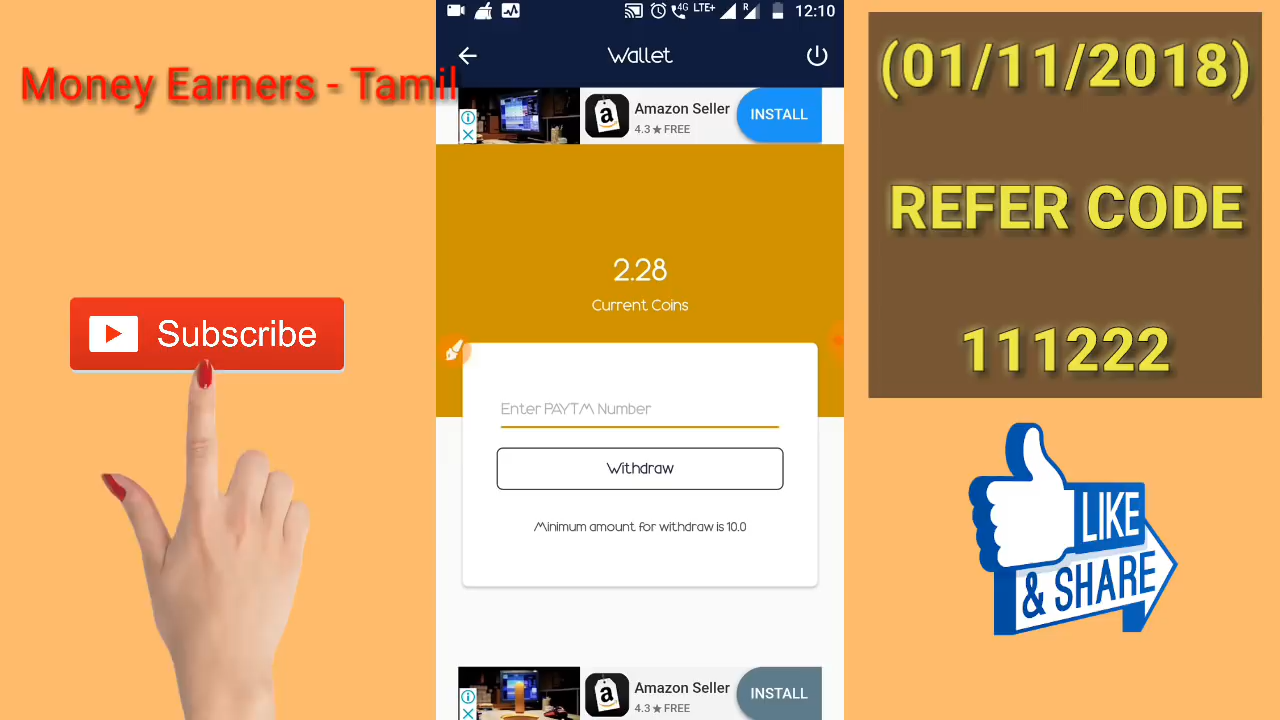 Money Earners - Tamil
Subscribe
4G LTE+ R 12:10
Wallet
Amazon Seller
4.3★FREE
INSTALL
2.28
Current Coins
Enter PAYTM Number
Withdraw
Minimum amount for withdraw is 10.0
Amazon Seller
4.3★FREE
INSTALL
(01/11/2018)
REFER CODE
111222
LIKE
& SHARE